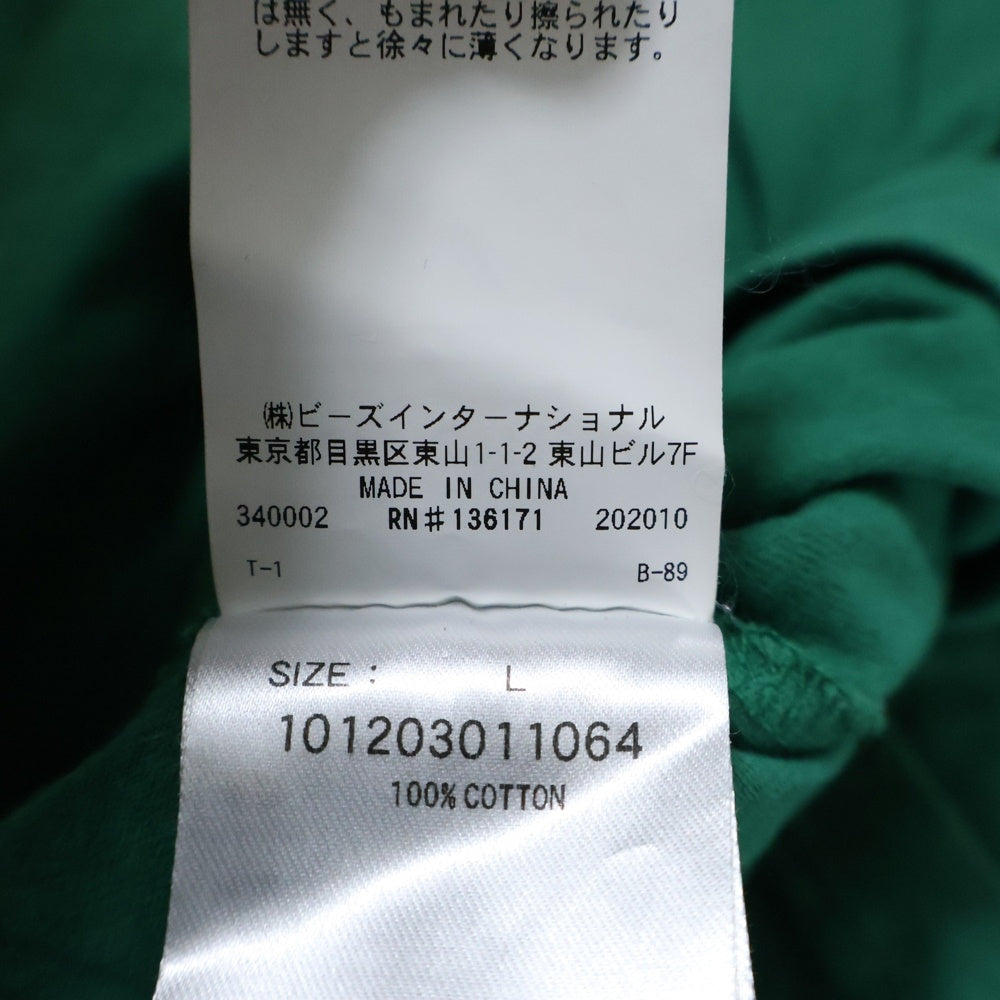 は無く、もまれたり擦られたり
しますと徐々に薄くなります。
㈱ビーズインターナショナル
東京都目黒区東山1-1-2 東山ビル7F
MADE IN CHINA
340002 RN#136171 202010
T-1 B-89
SIZE : L
101203011064
100% COTTON